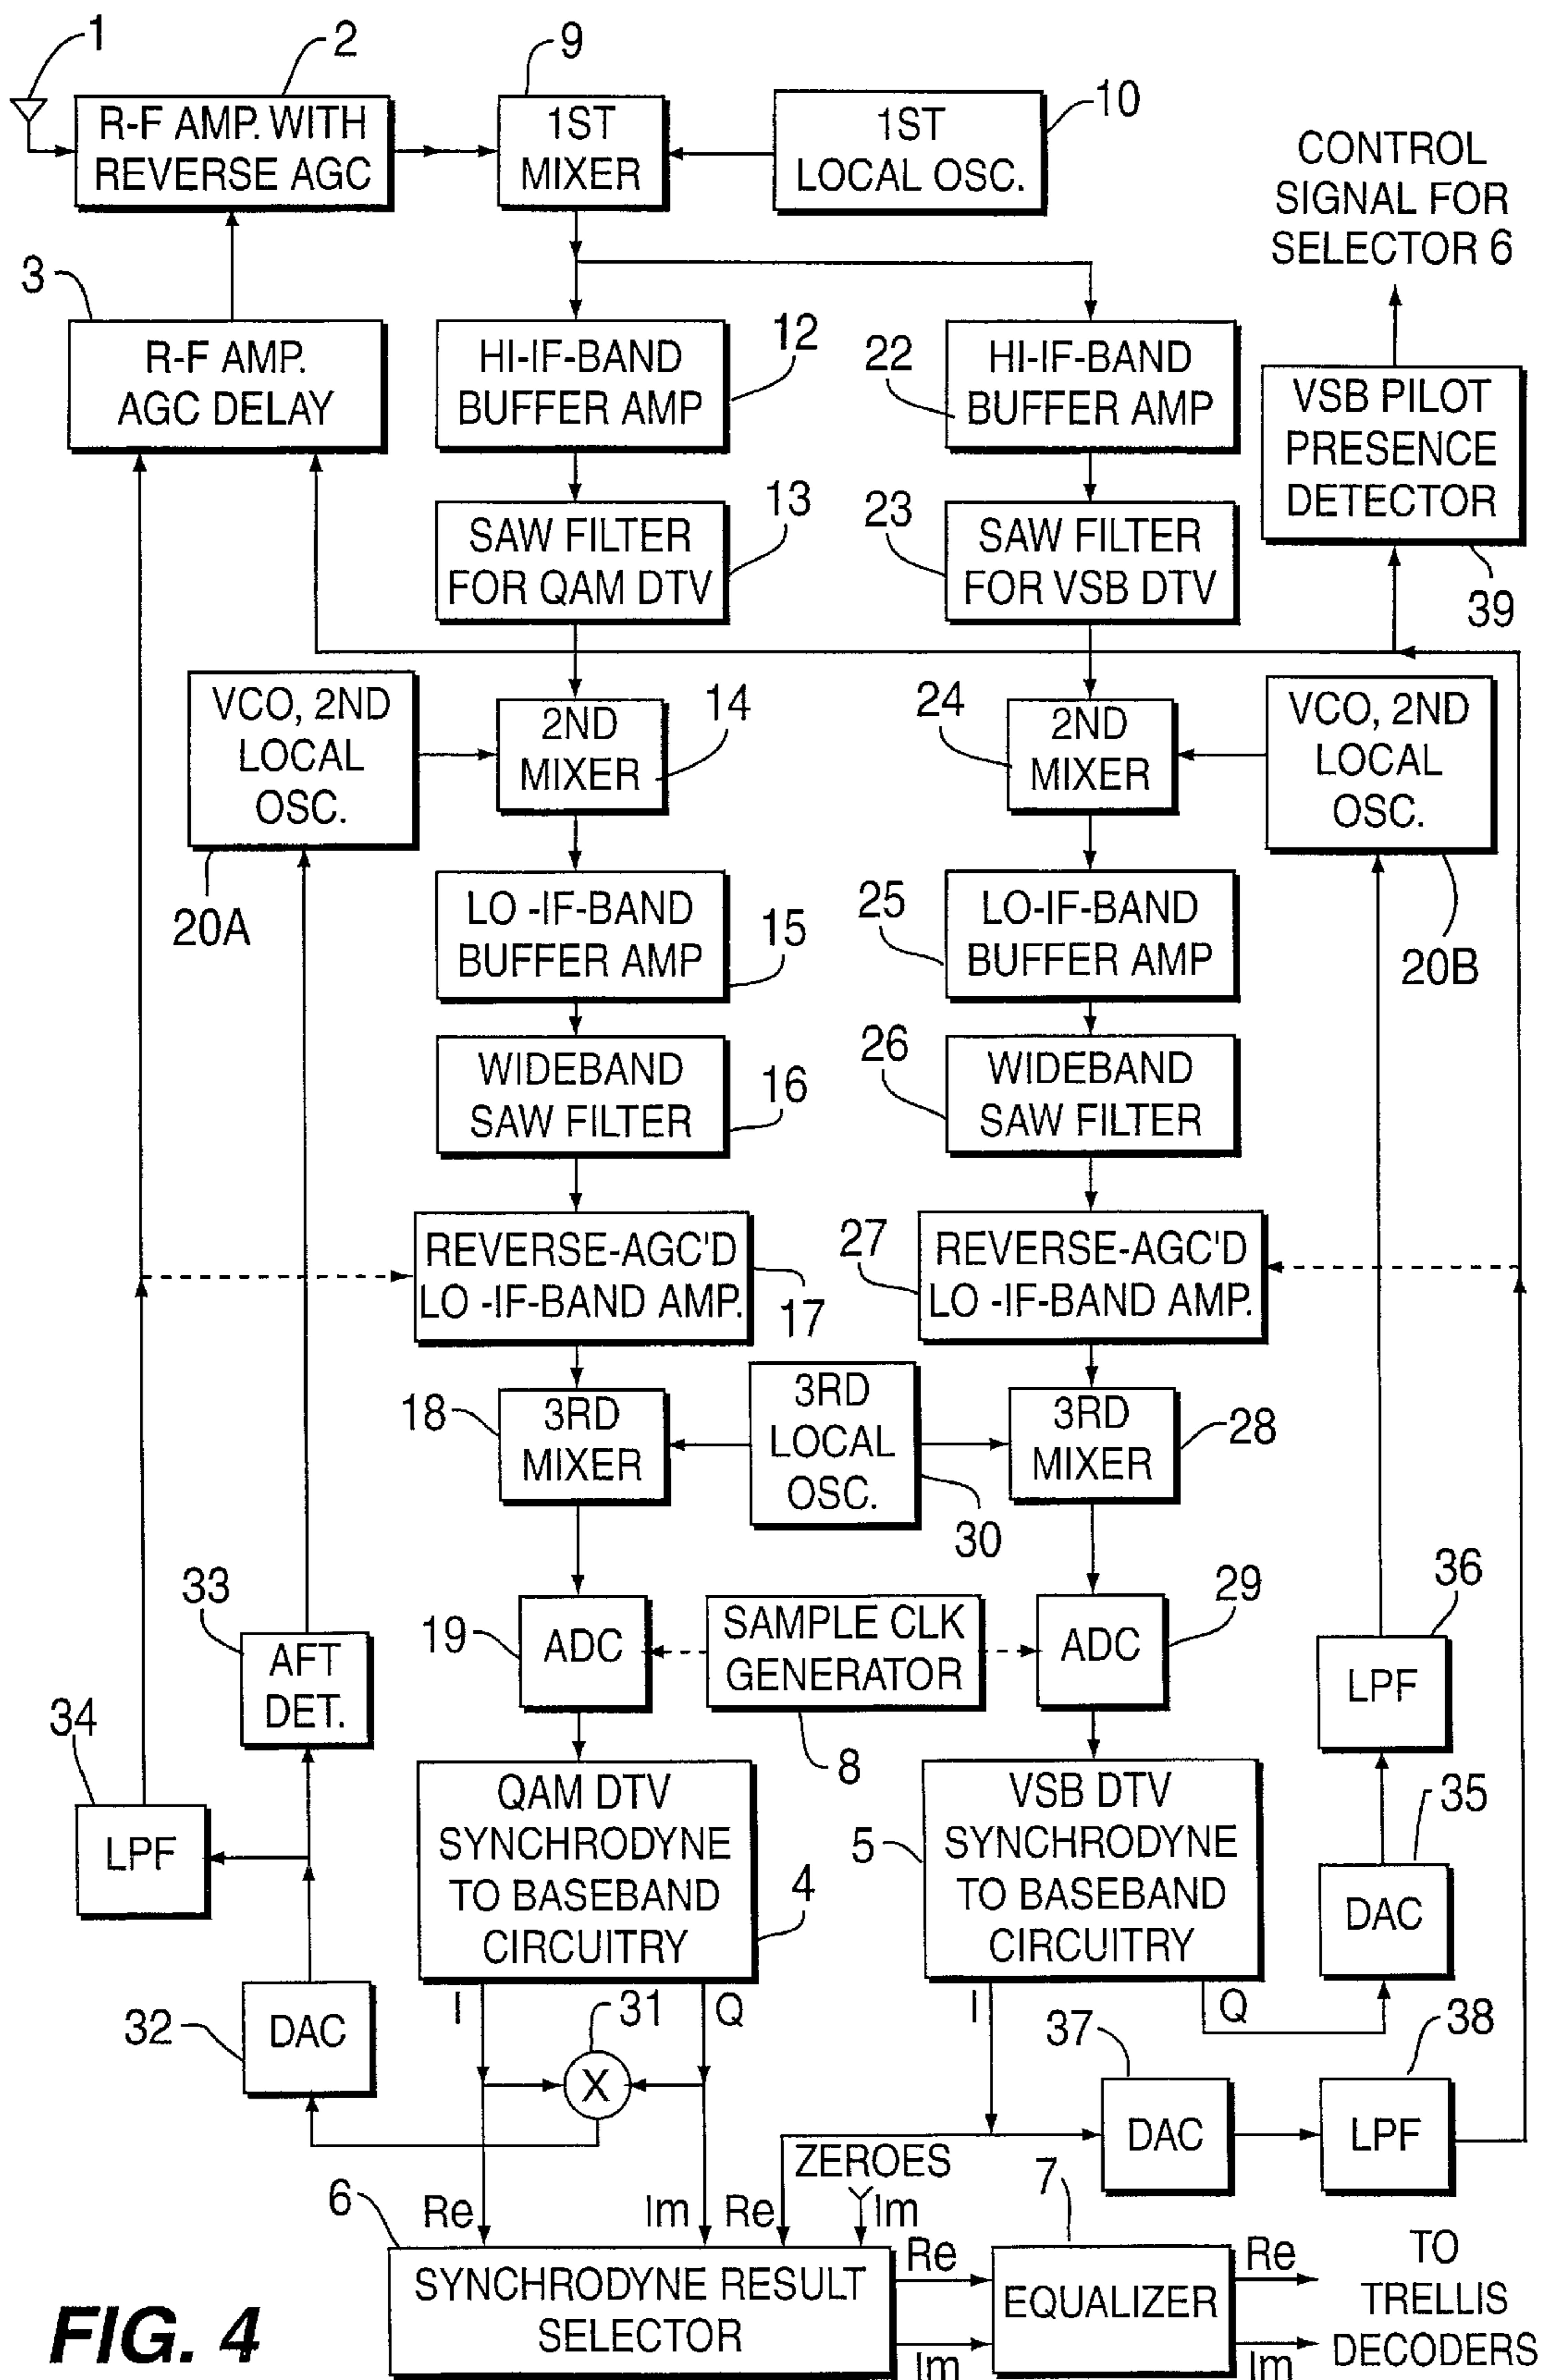 1
2
9
10
R-F AMP. WITH
REVERSE AGC
1ST
MIXER
1ST
LOCAL OSC.
CONTROL
SIGNAL FOR
SELECTOR 6
3
R-F AMP.
AGC DELAY
HI-IF-BAND
BUFFER AMP
12
22
HI-IF-BAND
BUFFER AMP
VSB PILOT
PRESENCE
DETECTOR
39
SAW FILTER
FOR QAM DTV
13
23
SAW FILTER
FOR VSB DTV
VCO, 2ND
LOCAL
OSC.
20A
2ND
MIXER
14
24
2ND
MIXER
VCO, 2ND
LOCAL
OSC.
20B
LO -IF-BAND
BUFFER AMP
15
25
LO-IF-BAND
BUFFER AMP
WIDEBAND
SAW FILTER
16
26
WIDEBAND
SAW FILTER
REVERSE-AGC'D
LO -IF-BAND AMP.
17
27
REVERSE-AGC'D
LO -IF-BAND AMP.
18
3RD
MIXER
3RD
LOCAL
OSC.
30
3RD
MIXER
28
33
AFT
DET.
19
ADC
SAMPLE CLK
GENERATOR
8
ADC
29
36
LPF
34
LPF
QAM DTV
SYNCHRODYNE
TO BASEBAND
CIRCUITRY
4
5
VSB DTV
SYNCHRODYNE
TO BASEBAND
CIRCUITRY
35
DAC
32
DAC
I
31
Q
X
I
Q
37
DAC
38
LPF
ZEROES
6
Re
Im
Re
Im
7
SYNCHRODYNE RESULT
SELECTOR
Re
Im
EQUALIZER
Re
Im
TO
TRELLIS
DECODERS
FIG. 4